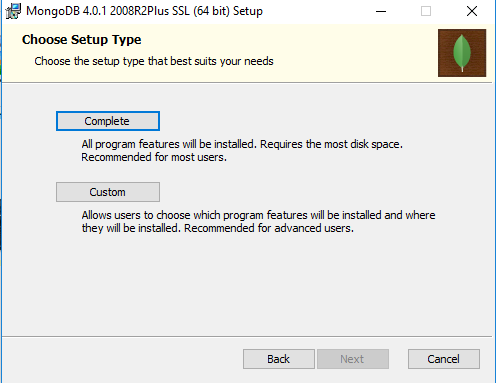 MongoDB 4.0.1 2008R2Plus SSL (64 bit) Setup
Choose Setup Type
Choose the setup type that best suits your needs
Complete
All program features will be installed. Requires the most disk space.
Recommended for most users.
Custom
Allows users to choose which program features will be installed and where
they will be installed. Recommended for advanced users.
Back
Next
Cancel